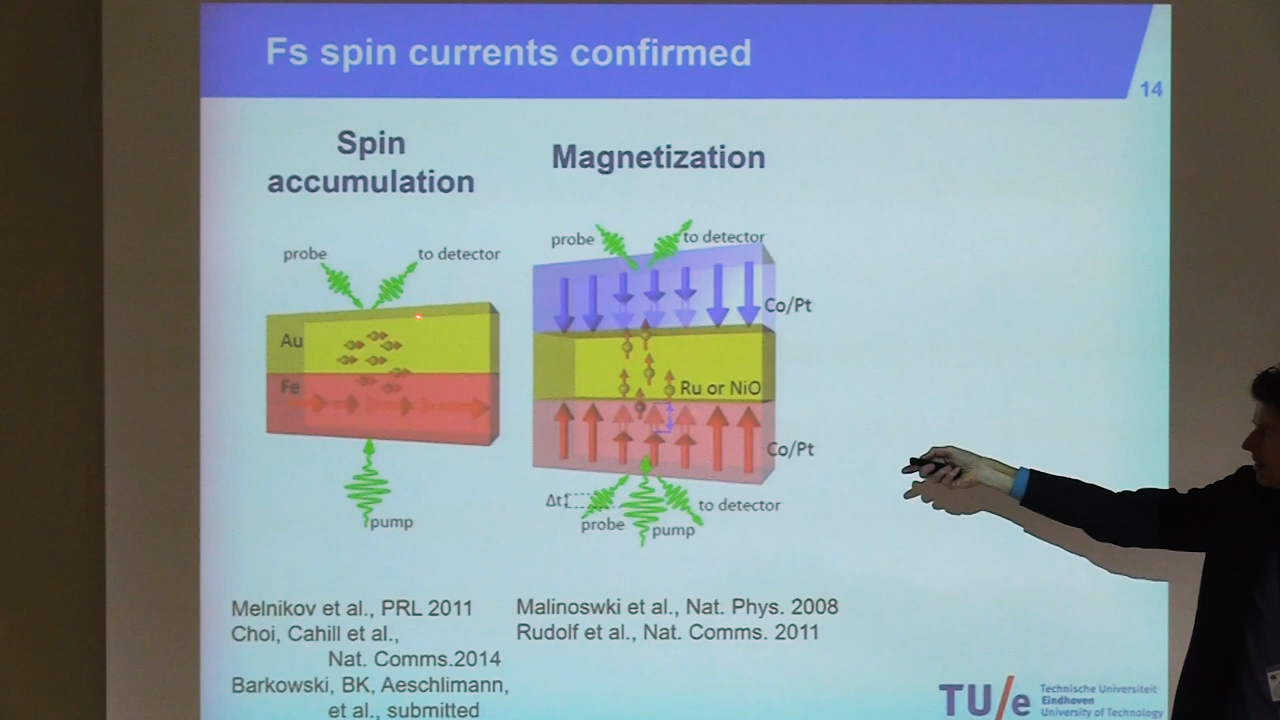 Fs spin currents confirmed
14
Spin
accumulation
Magnetization
probe
to detector
Au
Fe
pump
probe
to detector
Co/Pt
Ru or NiO
Co/Pt
Δt
probe
pump
to detector
Melnikov et al., PRL 2011
Choi, Cahill et al.,
Nat. Comms.2014
Barkowski, BK, Aeschlimann,
et al., submitted
Malinoswki et al., Nat. Phys. 2008
Rudolf et al., Nat. Comms. 2011
TU/e
Technische Universiteit
Eindhoven
University of Technology